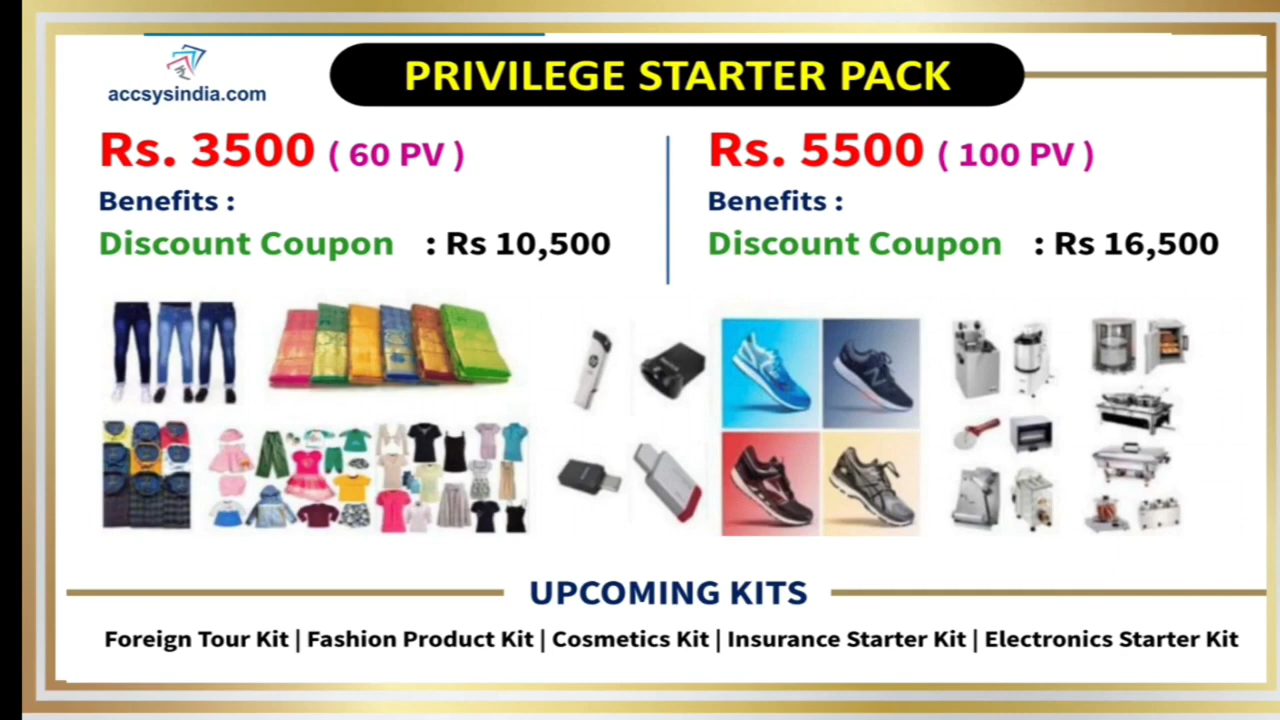 accsysindia.com
PRIVILEGE STARTER PACK
Rs. 3500 ( 60 PV )
Benefits :
Discount Coupon : Rs 10,500
Rs. 5500 ( 100 PV )
Benefits :
Discount Coupon : Rs 16,500
UPCOMING KITS
Foreign Tour Kit | Fashion Product Kit | Cosmetics Kit | Insurance Starter Kit | Electronics Starter Kit